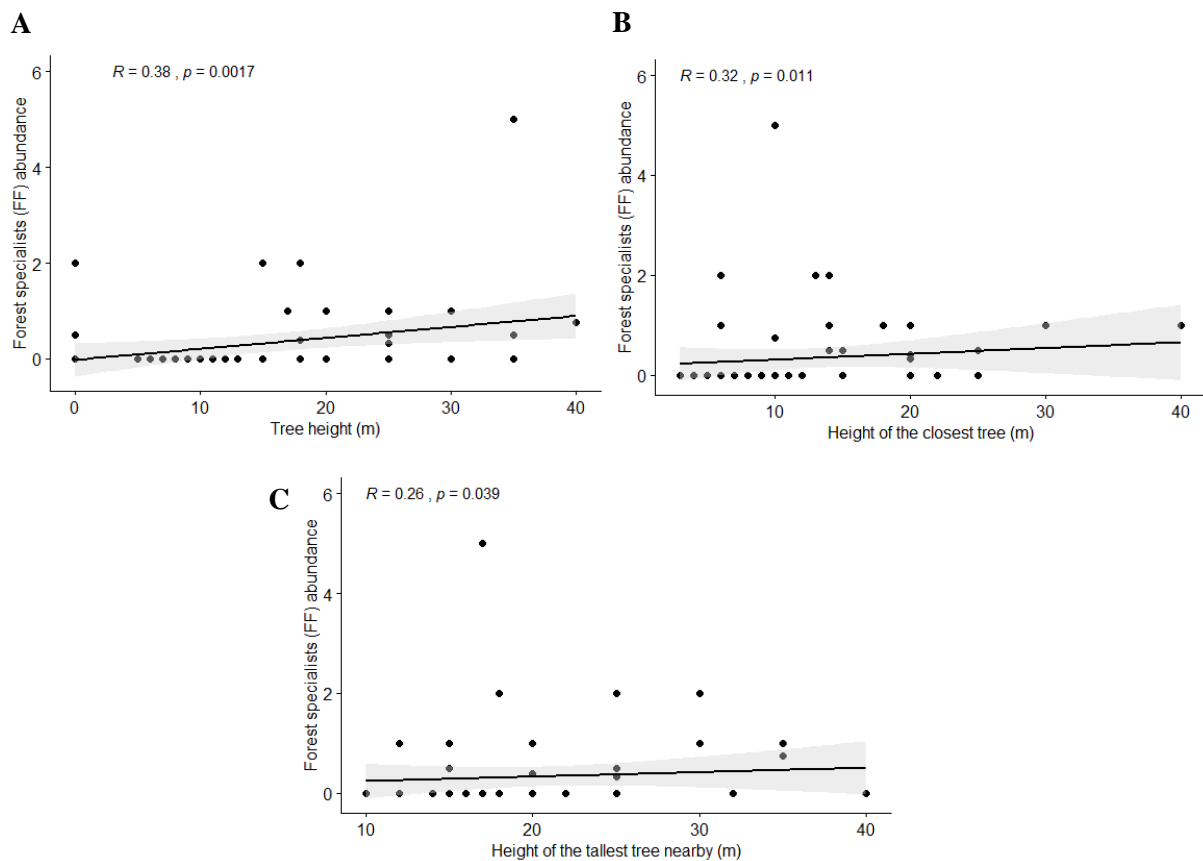 A
R = 0.38 , p = 0.0017
Forest specialists (FF) abundance
6
4
2
0
0 10 20 30 40
Tree height (m)
B
R = 0.32 , p = 0.011
Forest specialists (FF) abundance
6
4
2
0
10 20 30 40
Height of the closest tree (m)
C
R = 0.26 , p = 0.039
Forest specialists (FF) abundance
6
4
2
0
10 20 30 40
Height of the tallest tree nearby (m)